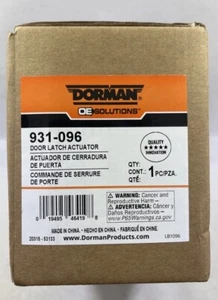 DORMAN
OE SOLUTIONS
931-096
DOOR LATCH ACTUATOR
ACTUADOR DE CERRADURA
DE PUERTA
COMMANDE DE SERRURE
DE PORTE
QUALITY
★★★★★
INNOVATION
QTY:
CONT.: 1 PC/PZA.
0 19495 46419
WARNING: Cancer and
Reproductive Harm -
www.P65Warnings.ca.gov
ADVERTENCIA: Cáncer
y Daños Reproductivos -
www.P65Warnings.ca.gov
MADE IN CHINA. - HECHO EN CHINA. - FABRIQUÉ EN CHINE.
www.DormanProducts.com